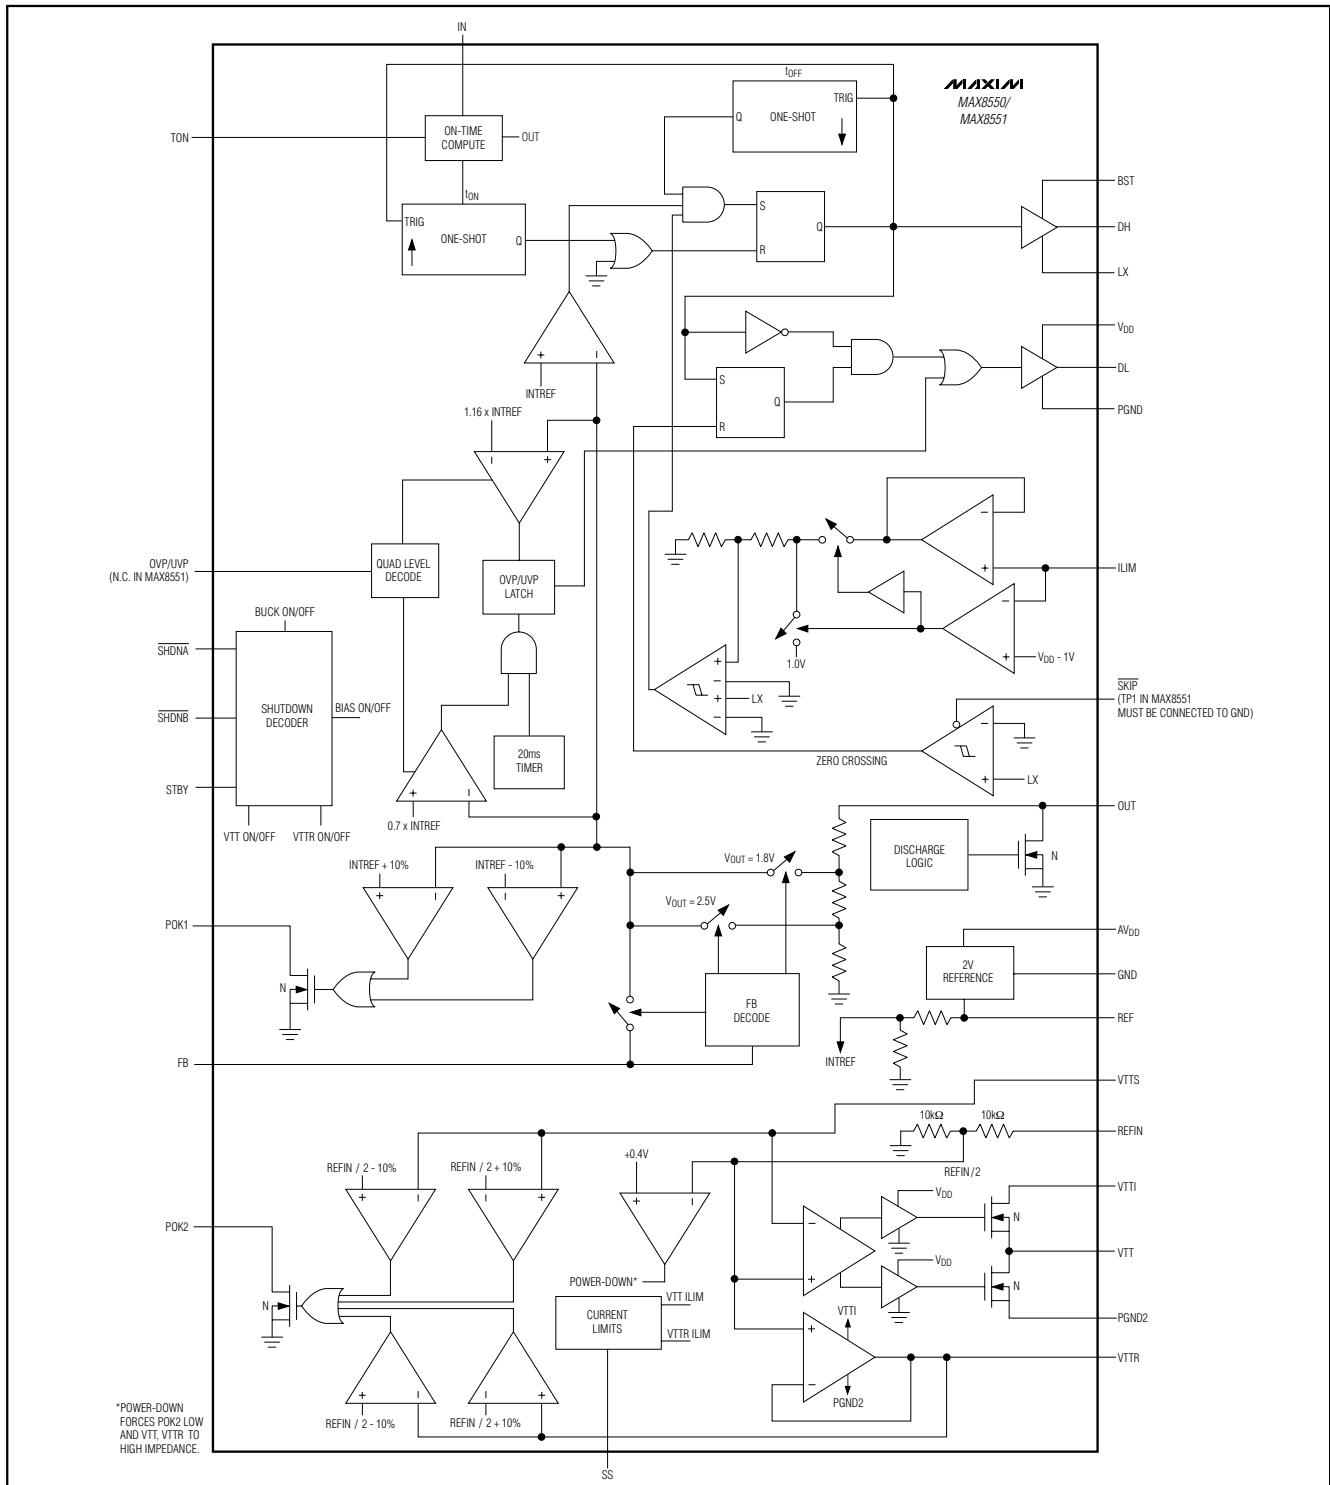 IN
tOFF
MAXIM
MAX8550/
MAX8551
TRIG
Q
ONE-SHOT
TON
ON-TIME
COMPUTE
OUT
tON
TRIG
ONE-SHOT
Q
S
Q
R
BST
DH
LX
+ −
INTREF
VDD
DL
PGND
S
Q
R
1.16 x INTREF
− +
OVP/UVP
(N.C. IN MAX8551)
QUAD LEVEL
DECODE
OVP/UVP
LATCH
−
+
ILIM
−
+
VDD - 1V
1.0V
BUCK ON/OFF
SHDNA
SHDNB
STBY
SHUTDOWN
DECODER
BIAS ON/OFF
VTT ON/OFF
VTTR ON/OFF
20ms
TIMER
+ −
0.7 x INTREF
+
−
+
−
LX
SKIP
(TP1 IN MAX8551
MUST BE CONNECTED TO GND)
ZERO CROSSING
−
+
LX
OUT
DISCHARGE
LOGIC
N
INTREF + 10%
INTREF - 10%
+ −
− +
VOUT = 1.8V
VOUT = 2.5V
POK1
N
FB
DECODE
FB
AVDD
2V
REFERENCE
GND
REF
INTREF
VTTS
10kΩ
10kΩ
REFIN
REFIN/2
REFIN / 2 - 10%
REFIN / 2 + 10%
+0.4V
+ −
− +
+ −
POK2
N
POWER-DOWN*
CURRENT
LIMITS
VTT ILIM
VTTR ILIM
−
+
VDD
VDD
VTTI
N
VTT
N
PGND2
VTTI
+
−
PGND2
VTTR
+ −
− +
REFIN / 2 - 10%
REFIN / 2 + 10%
*POWER-DOWN
FORCES POK2 LOW
AND VTT, VTTR TO
HIGH IMPEDANCE.
SS